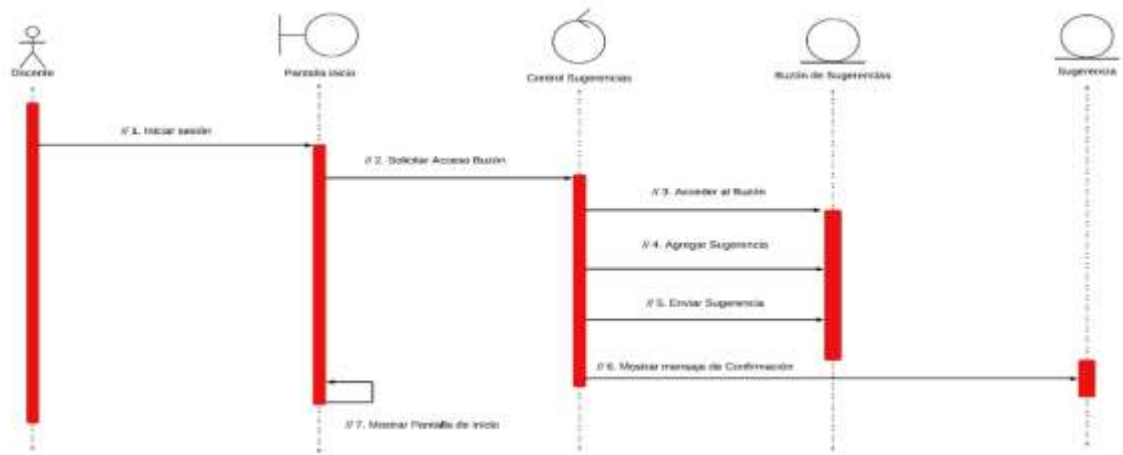 Discente
Pantalla inicio
Control Sugerencias
Buzón de Sugerencias
Sugerencia
// 1. Iniciar sesión
// 2. Solicitar Acceso Buzón
// 3. Acceder al Buzón
// 4. Agregar Sugerencia
// 5. Enviar Sugerencia
// 6. Mostrar mensaje de Confirmación
// 7. Mostrar Pantalla de Inicio